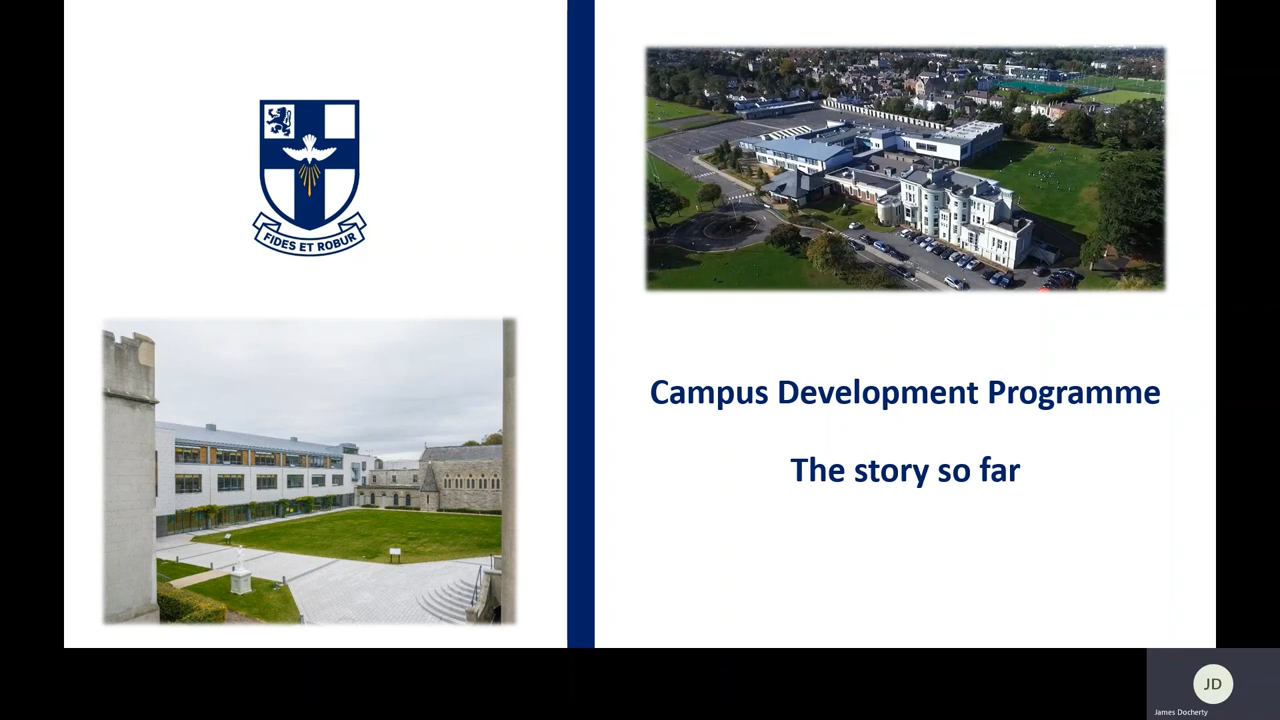 FIDES ET ROBUR
Campus Development Programme
The story so far
JD
James Docherty